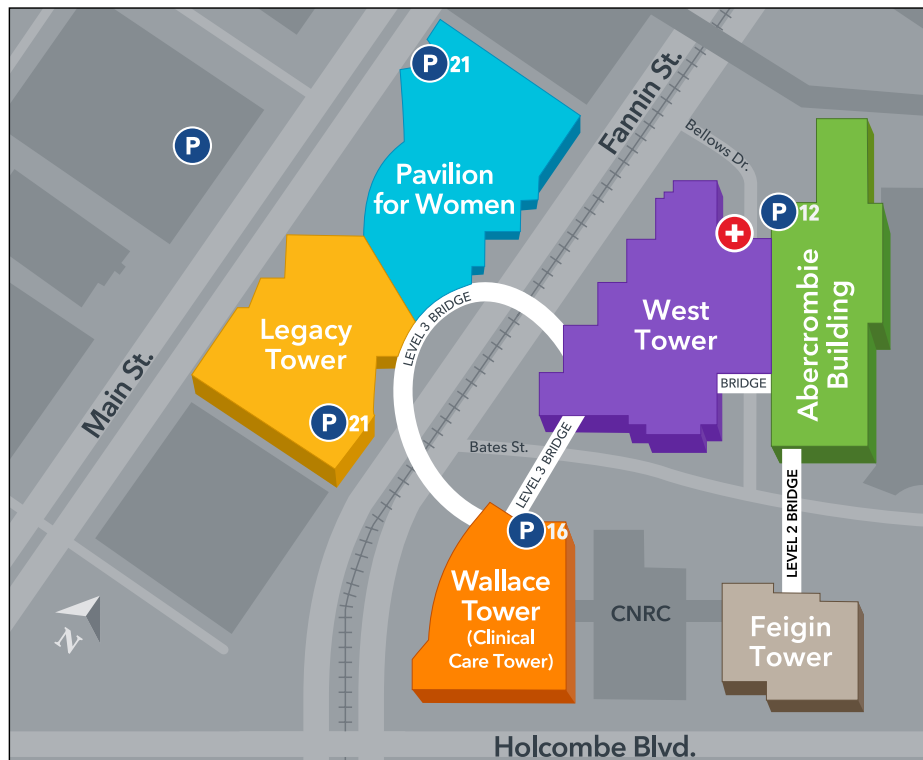 P 21
Fannin St.
P
Bellows Dr.
Pavilion
for Women
P 12
West
Tower
Abercrombie
Building
LEVEL 3 BRIDGE
Legacy
Tower
Main St.
BRIDGE
P 21
Bates St.
LEVEL 3 BRIDGE
LEVEL 2 BRIDGE
P 16
Wallace
Tower
(Clinical
Care Tower)
CNRC
Feigin
Tower
N
Holcombe Blvd.